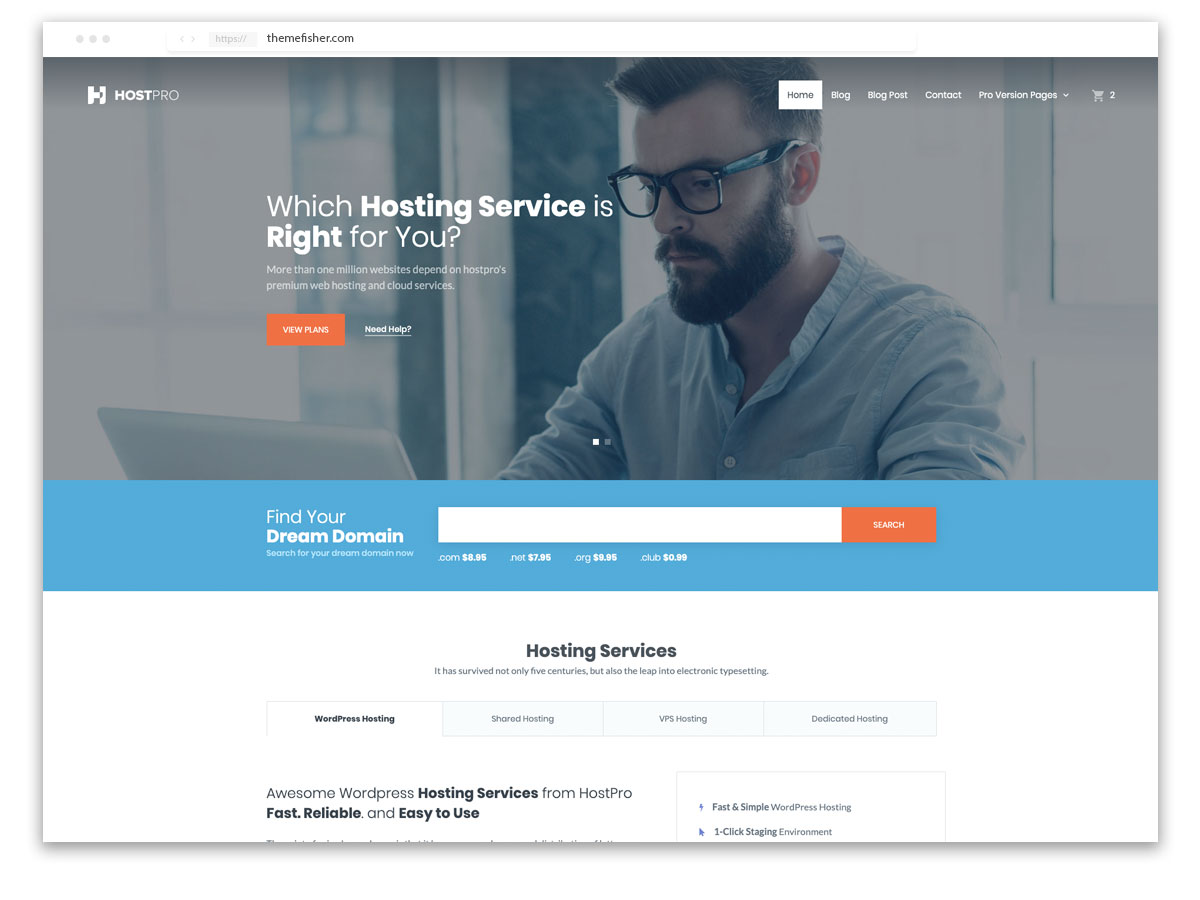 https://
themefisher.com
HOSTPRO
Home
Blog
Blog Post
Contact
Pro Version Pages
2
Which Hosting Service is
Right for You?
More than one million websites depend on hostpro's
premium web hosting and cloud services.
VIEW PLANS
Need Help?
Find Your
Dream Domain
Search for your dream domain now
SEARCH
.com $8.95
.net $7.95
.org $9.95
.club $0.99
Hosting Services
It has survived not only five centuries, but also the leap into electronic typesetting.
WordPress Hosting
Shared Hosting
VPS Hosting
Dedicated Hosting
Awesome Wordpress Hosting Services from HostPro
Fast. Reliable. and Easy to Use
Fast & Simple WordPress Hosting
1-Click Staging Environment